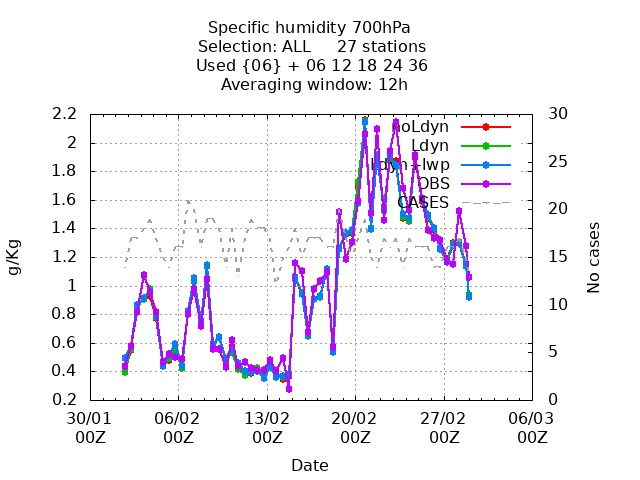 Specific humidity 700hPa
Selection: ALL 27 stations
Used {06} + 06 12 18 24 36
Averaging window: 12h
2.2
2
1.8
1.6
1.4
1.2
1
0.8
0.6
0.4
0.2
g/Kg
30
25
20
15
10
5
0
No cases
noLdyn
Ldyn
Ldyn+lwp
OBS
CASES
30/01 06/02 13/02 20/02 27/02 06/03
00Z 00Z 00Z 00Z 00Z 00Z
Date